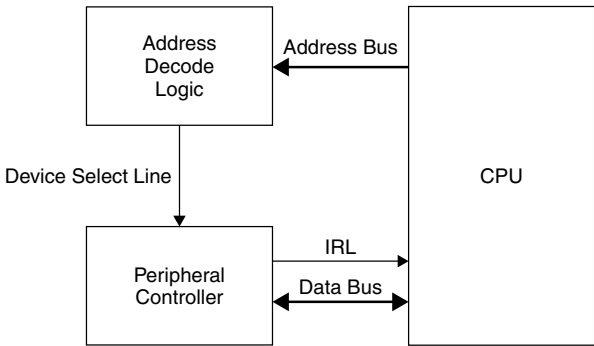 Address
Decode
Logic
Address Bus
Device Select Line
CPU
Peripheral
Controller
IRL
Data Bus